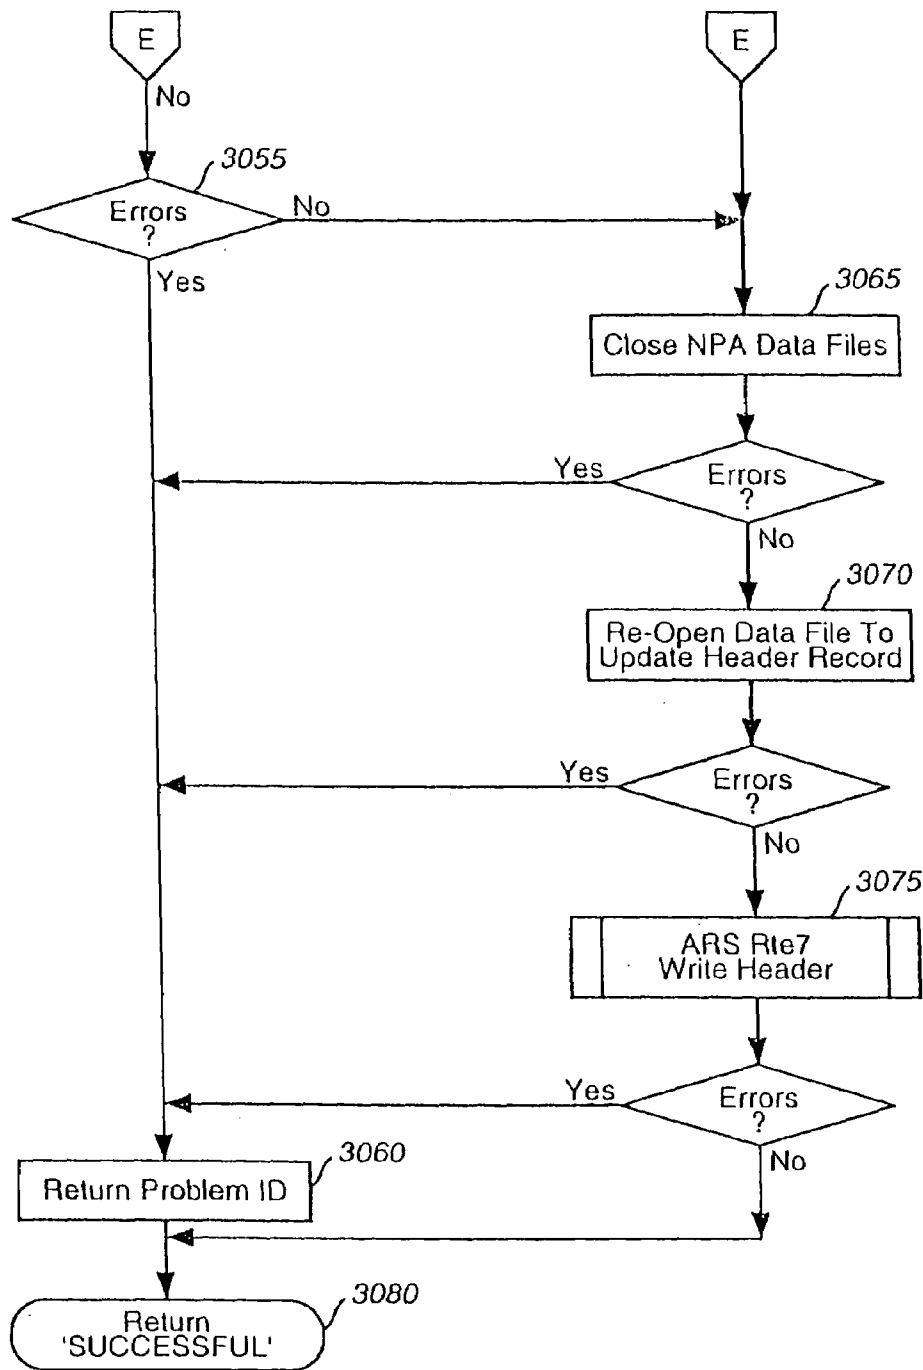 E
E
No
3055
Errors
?
No
Yes
3065
Close NPA Data Files
Yes
Errors
?
No
3070
Re-Open Data File To
Update Header Record
Yes
Errors
?
No
3075
ARS Rte7
Write Header
Yes
Errors
?
No
3060
Return Problem ID
3080
Return
'SUCCESSFUL'